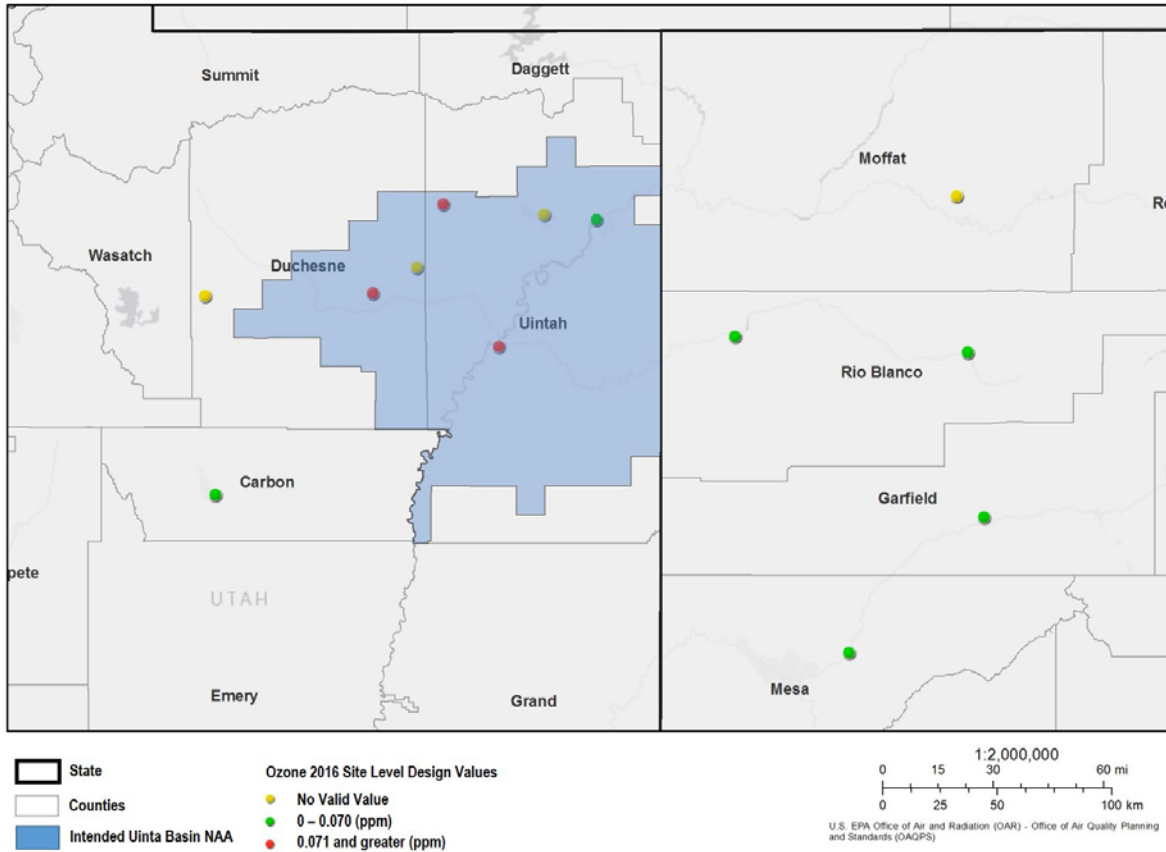 Summit
Daggett
Moffat
Re
Wasatch
Duchesne
Uintah
Rio Blanco
Carbon
Garfield
pete
UTAH
Emery
Grand
Mesa
State
Counties
Intended Uinta Basin NAA
Ozone 2016 Site Level Design Values
No Valid Value
0 – 0.070 (ppm)
0.071 and greater (ppm)
1:2,000,000
0 15 30 60 mi
0 25 50 100 km
U.S. EPA Office of Air and Radiation (OAR) - Office of Air Quality Planning
and Standards (OAQPS)